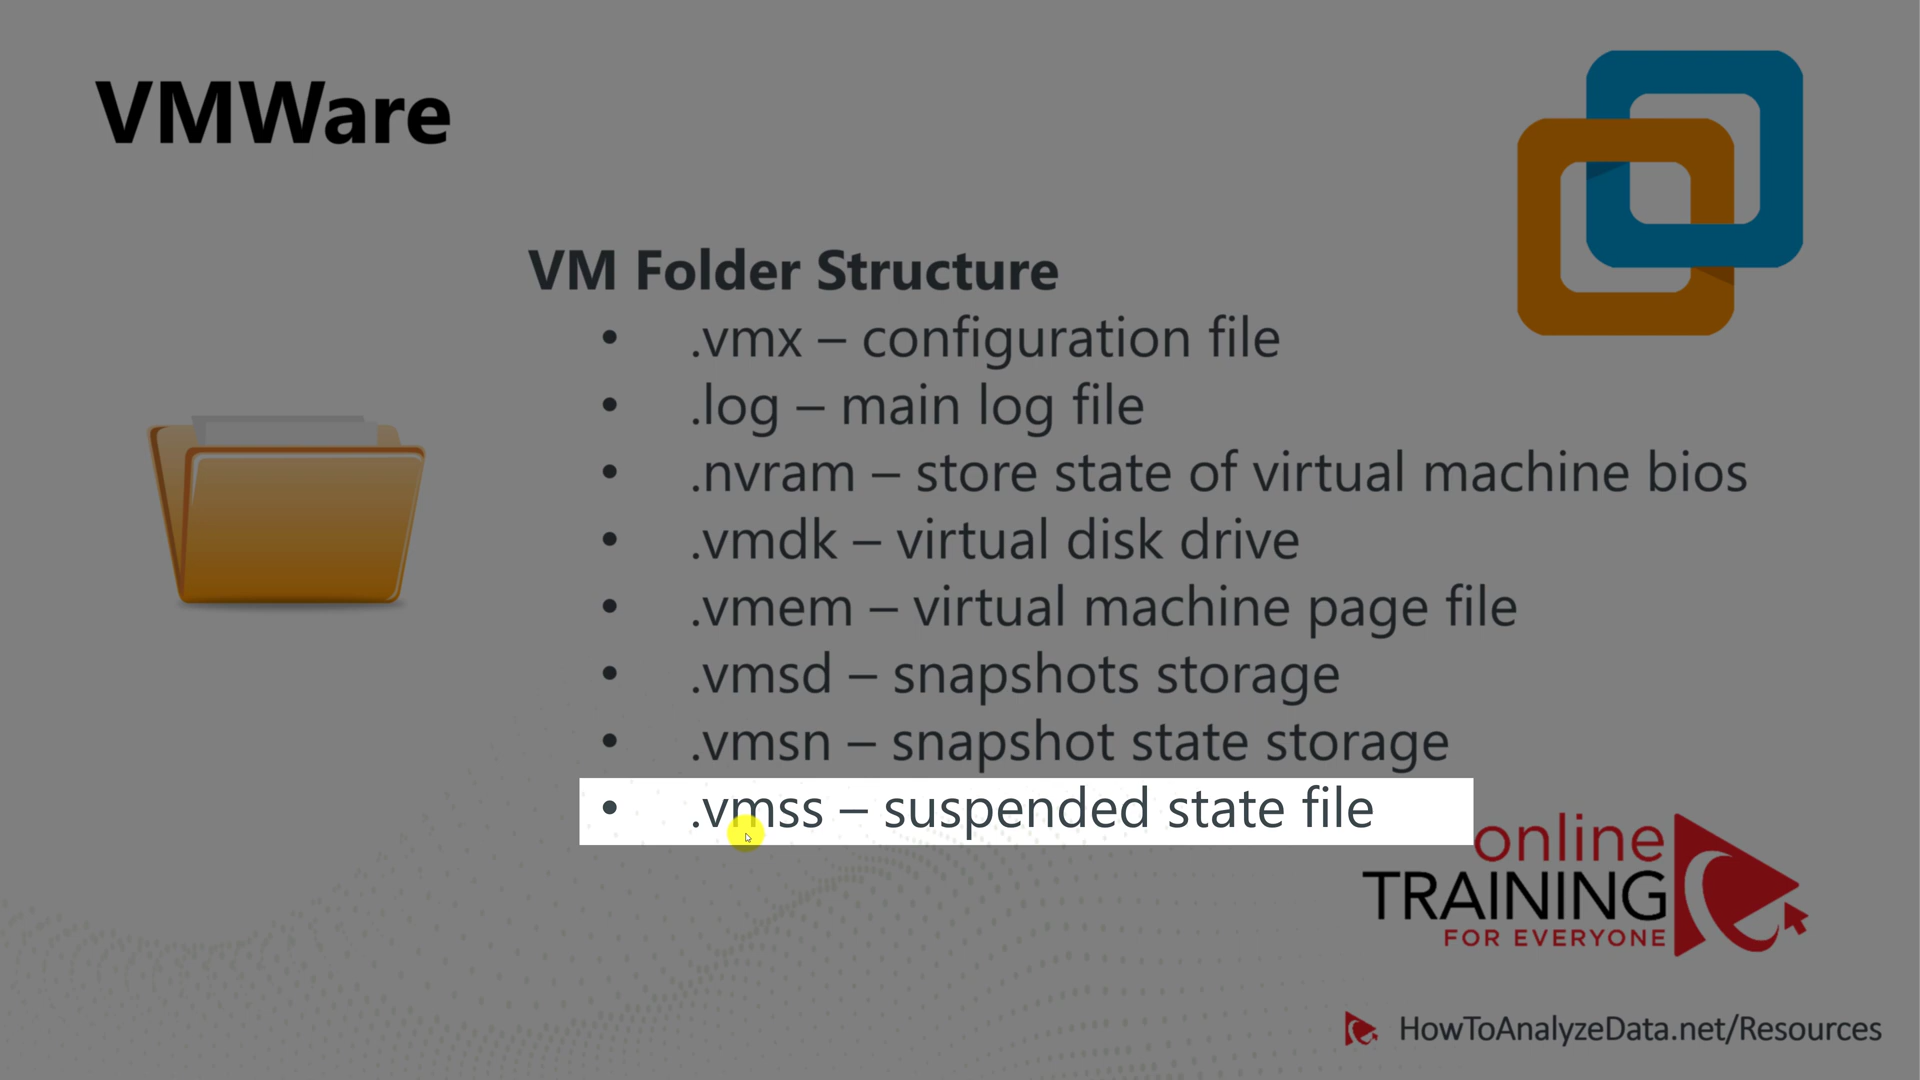 VMWare
VM Folder Structure
• .vmx – configuration file
• .log – main log file
• .nvram – store state of virtual machine bios
• .vmdk – virtual disk drive
• .vmem – virtual machine page file
• .vmsd – snapshots storage
• .vmsn – snapshot state storage
• .vmss – suspended state file
online
TRAINING
FOR EVERYONE
HowToAnalyzeData.net/Resources